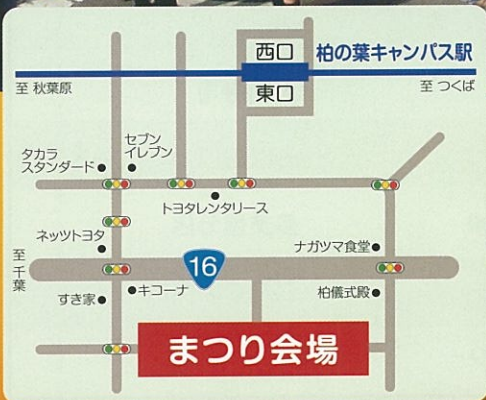 西口
柏の葉キャンパス駅
至 秋葉原
東口
至 つくば
セブン
イレブン
タカラ
スタンダード
トヨタレンタリース
ネッツトヨタ
ナガツマ食堂
至 千葉
16
すき家
キコーナ
柏儀式殿
まつり会場